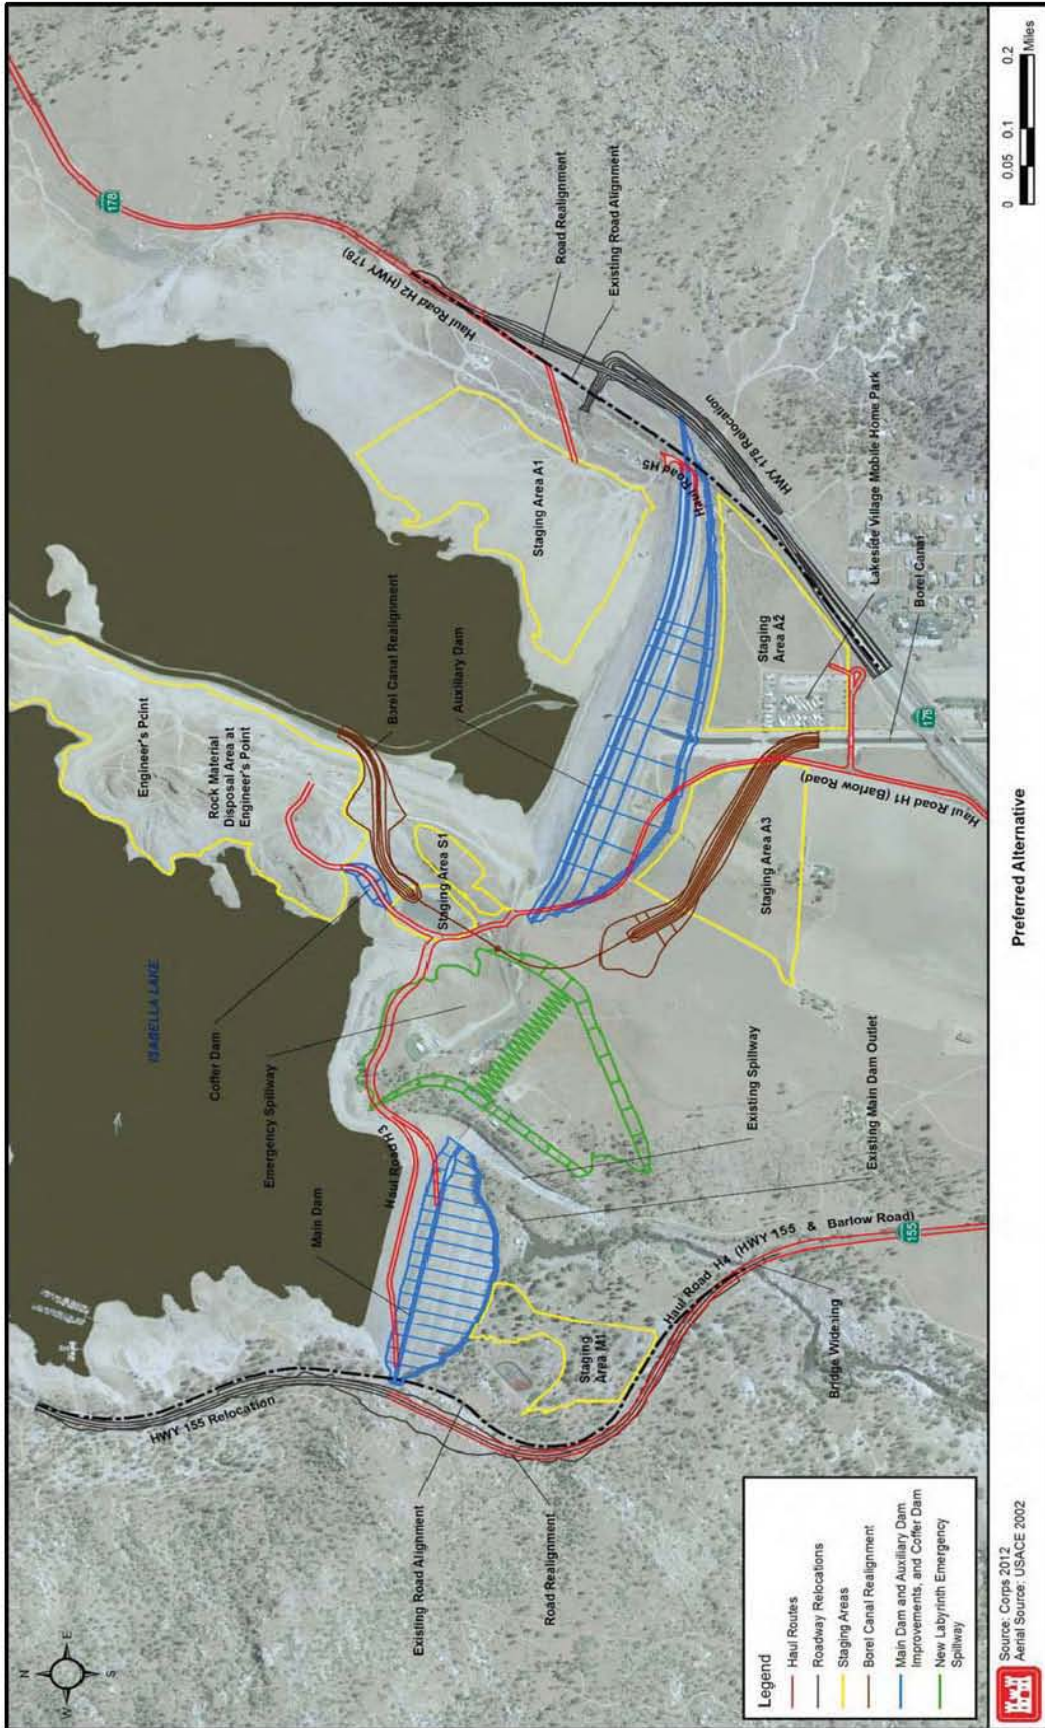 N
W
E
S
ISABELLA LAKE
Engineer's Point
Rock Material
Disposal Area at
Engineer's Point
Coffer Dam
Emergency Spillway
Main Dam
Haul Road H3
HWY 155 Relocation
Existing Road Alignment
Road Realignment
Staging
Area M1
Haul Road H4 (HWY 155 & Barlow Road)
155
Bridge Widening
Existing Main Dam Outlet
Existing Spillway
Staging Area S1
Borel Canal Realignment
Auxiliary Dam
Staging Area A1
178
Haul Road H2 (HWY 178)
Road Realignment
Existing Road Alignment
HWY 178 Relocation
Haul Road H5
Staging
Area A2
Lakeside Village Mobile Home Park
Borel Canal
178
Haul Road H1 (Barlow Road)
Staging Area A3
Legend
Haul Routes
Roadway Relocations
Staging Areas
Borel Canal Realignment
Main Dam and Auxiliary Dam
Improvements, and Coffer Dam
New Labyrinth Emergency
Spillway
Source: Corps 2012
Aerial Source: USACE 2002
Preferred Alternative
0 0.05 0.1 0.2
Miles